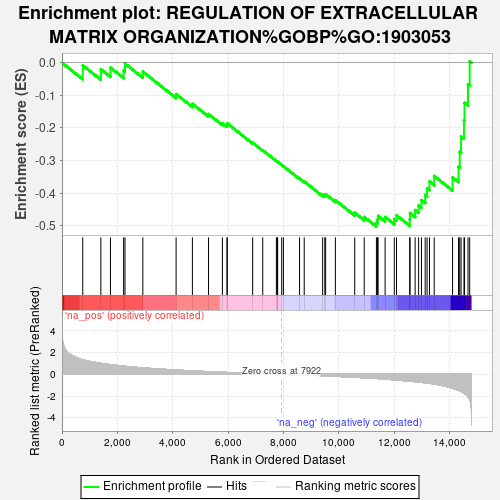 Enrichment plot: REGULATION OF EXTRACELLULAR
MATRIX ORGANIZATION%GOBP%GO:1903053
Enrichment score (ES)
0.0
-0.1
-0.2
-0.3
-0.4
-0.5
'na_pos' (positively correlated)
Ranked list metric (PreRanked)
4
2
0
-2
-4
Zero cross at 7922
'na_neg' (negatively correlated)
0
2,000
4,000
6,000
8,000
10,000
12,000
14,000
Rank in Ordered Dataset
Enrichment profile
Hits
Ranking metric scores